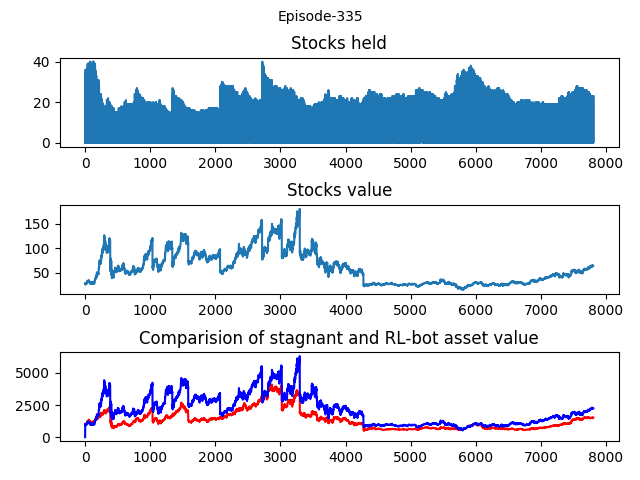 Episode-335
Stocks held
40
20
0
0 1000 2000 3000 4000 5000 6000 7000 8000
Stocks value
150
100
50
0 1000 2000 3000 4000 5000 6000 7000 8000
Comparision of stagnant and RL-bot asset value
5000
2500
0
0 1000 2000 3000 4000 5000 6000 7000 8000